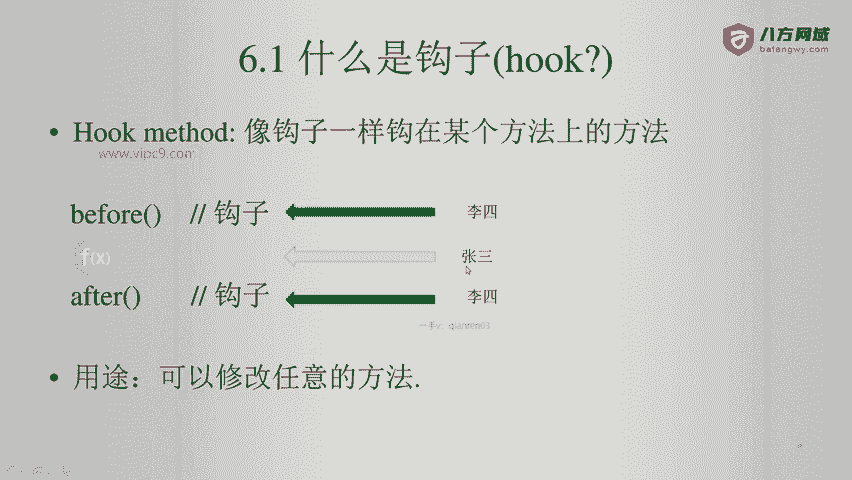 八方网域
bafangwy.com
6.1 什么是钩子(hook?)
• Hook method: 像钩子一样钩在某个方法上的方法
www.vipc9.com
before() // 钩子 李四
f(x) 张三
after() // 钩子 李四
一手v: qianren03
• 用途：可以修改任意的方法.